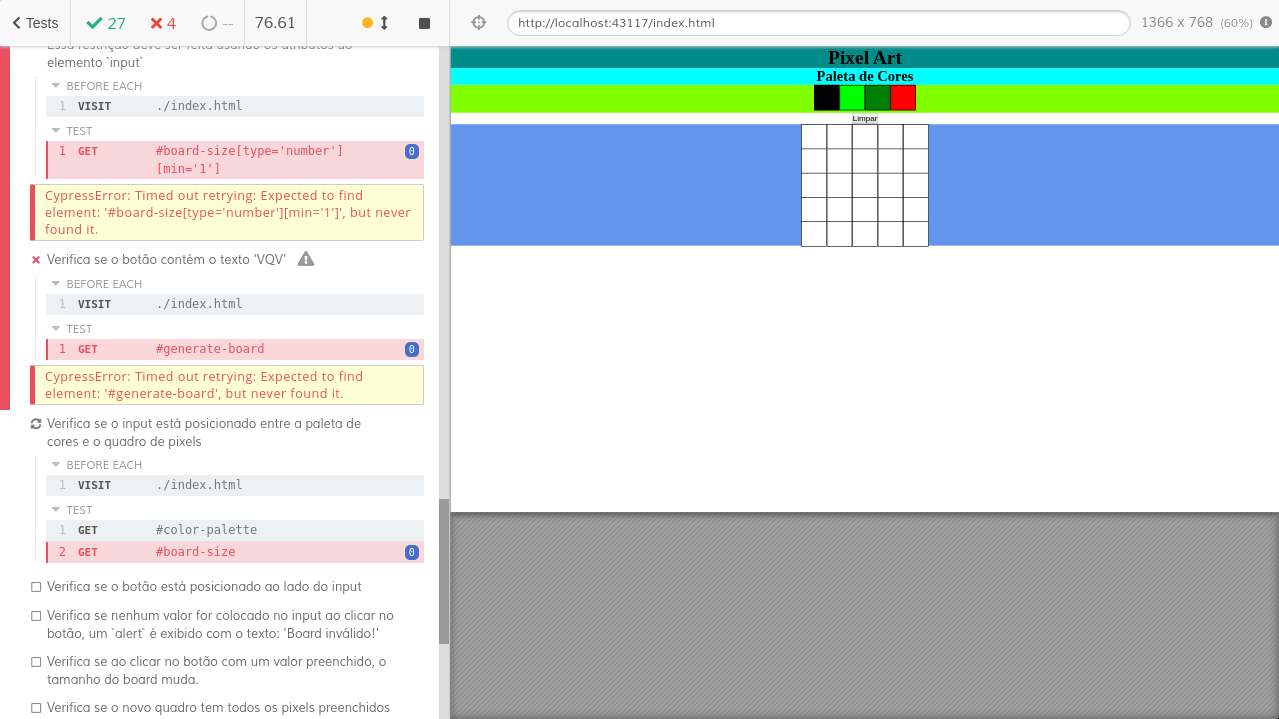 Tests
27
4
--
76.61
http://localhost:43117/index.html
1366 x 768 (60%)
Essa restrição deve ser feita usando os atributos do
elemento `input`
BEFORE EACH
1 VISIT ./index.html
TEST
1 GET #board-size[type='number']
[min='1'] 0
CypressError: Timed out retrying: Expected to find
element: '#board-size[type='number'][min='1']', but never
found it.
Verifica se o botão contém o texto 'VQV'
BEFORE EACH
1 VISIT ./index.html
TEST
1 GET #generate-board 0
CypressError: Timed out retrying: Expected to find
element: '#generate-board', but never found it.
Verifica se o input está posicionado entre a paleta de
cores e o quadro de pixels
BEFORE EACH
1 VISIT ./index.html
TEST
1 GET #color-palette
2 GET #board-size 0
Verifica se o botão está posicionado ao lado do input
Verifica se nenhum valor for colocado no input ao clicar no
botão, um `alert` é exibido com o texto: 'Board inválido!'
Verifica se ao clicar no botão com um valor preenchido, o
tamanho do board muda.
Verifica se o novo quadro tem todos os pixels preenchidos
Pixel Art
Paleta de Cores
Limpar